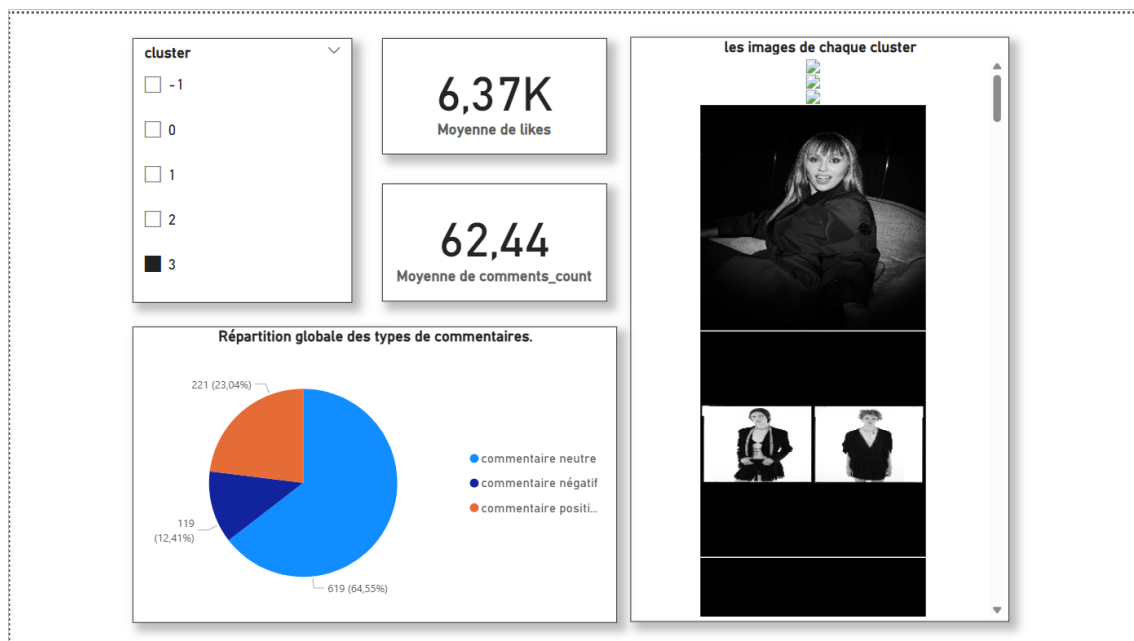 cluster
-1
0
1
2
3
6,37K
Moyenne de likes
62,44
Moyenne de comments_count
les images de chaque cluster
Répartition globale des types de commentaires.
221 (23,04%)
119
(12,41%)
619 (64,55%)
commentaire neutre
commentaire négatif
commentaire positi...